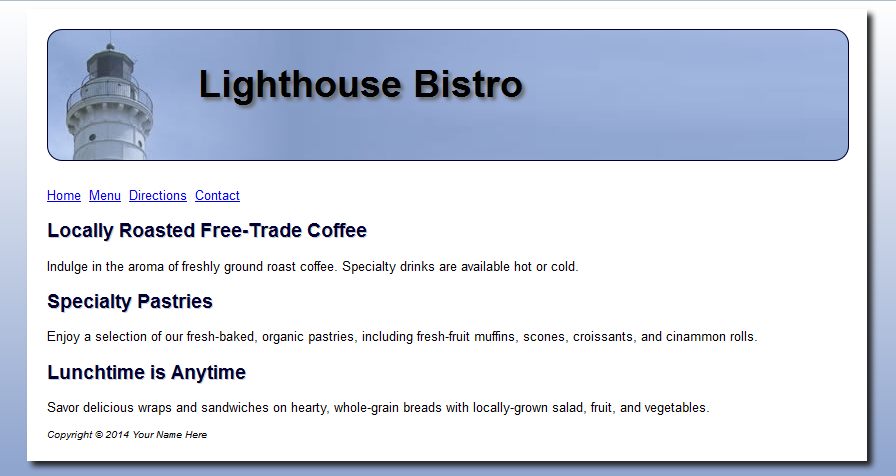 Lighthouse Bistro
Home Menu Directions Contact
Locally Roasted Free-Trade Coffee
Indulge in the aroma of freshly ground roast coffee. Specialty drinks are available hot or cold.
Specialty Pastries
Enjoy a selection of our fresh-baked, organic pastries, including fresh-fruit muffins, scones, croissants, and cinammon rolls.
Lunchtime is Anytime
Savor delicious wraps and sandwiches on hearty, whole-grain breads with locally-grown salad, fruit, and vegetables.
Copyright © 2014 Your Name Here